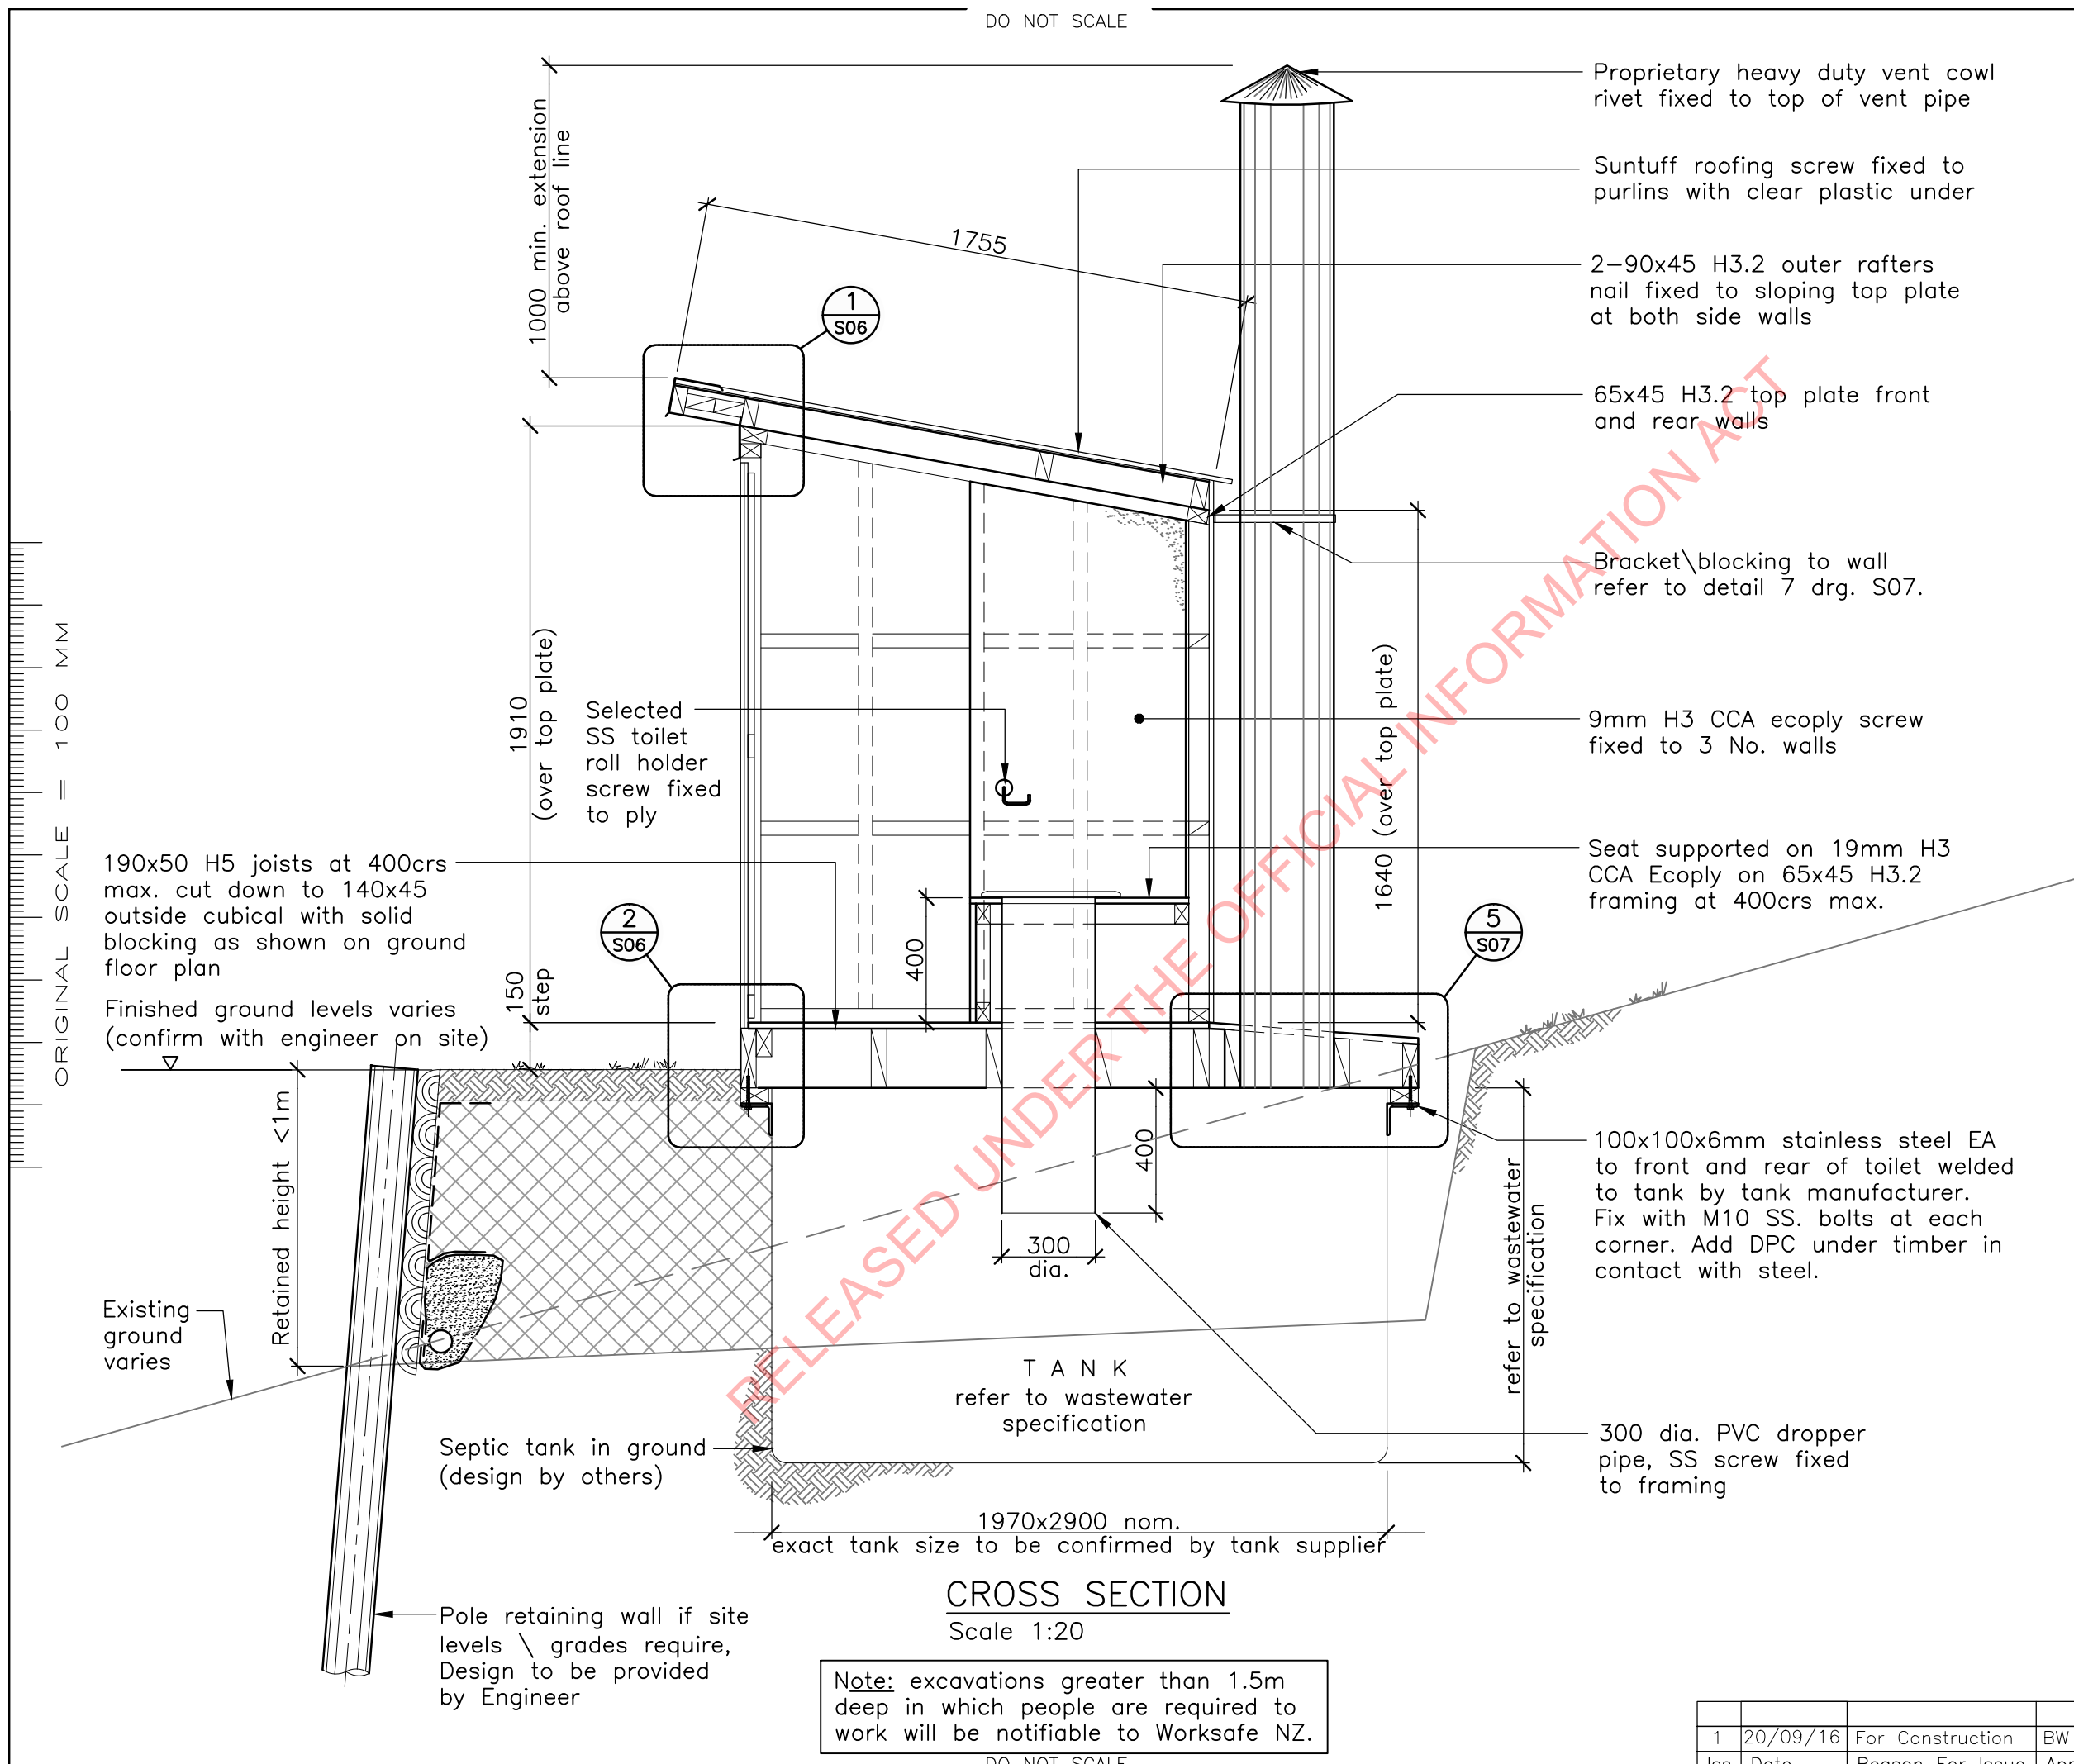 DO NOT SCALE
Proprietary heavy duty vent cowl
rivet fixed to top of vent pipe
Suntuff roofing screw fixed to
purlins with clear plastic under
2-90x45 H3.2 outer rafters
nail fixed to sloping top plate
at both side walls
65x45 H3.2 top plate front
and rear walls
Bracket\blocking to wall
refer to detail 7 drg. S07.
9mm H3 CCA ecoply screw
fixed to 3 No. walls
Seat supported on 19mm H3
CCA Ecoply on 65x45 H3.2
framing at 400crs max.
100x100x6mm stainless steel EA
to front and rear of toilet welded
to tank by tank manufacturer.
Fix with M10 SS. bolts at each
corner. Add DPC under timber in
contact with steel.
300 dia. PVC dropper
pipe, SS screw fixed
to framing
1000 min. extension
above roof line
1755
1
S06
1910
(over top plate)
1640 (over top plate)
Selected
SS toilet
roll holder
screw fixed
to ply
190x50 H5 joists at 400crs
max. cut down to 140x45
outside cubical with solid
blocking as shown on ground
floor plan
Finished ground levels varies
(confirm with engineer on site)
2
S06
5
S07
150
step
400
400
300
dia.
Retained height <1m
Existing
ground
varies
refer to wastewater
specification
TANK
refer to wastewater
specification
Septic tank in ground
(design by others)
1970x2900 nom.
exact tank size to be confirmed by tank supplier
Pole retaining wall if site
levels \ grades require,
Design to be provided
by Engineer
CROSS SECTION
Scale 1:20
Note: excavations greater than 1.5m
deep in which people are required to
work will be notifiable to Worksafe NZ.
DO NOT SCALE
ORIGINAL SCALE = 100 MM
RELEASED UNDER THE OFFICIAL INFORMATION ACT
1 20/09/16 For Construction BW
Iss Date Reason For Issue App